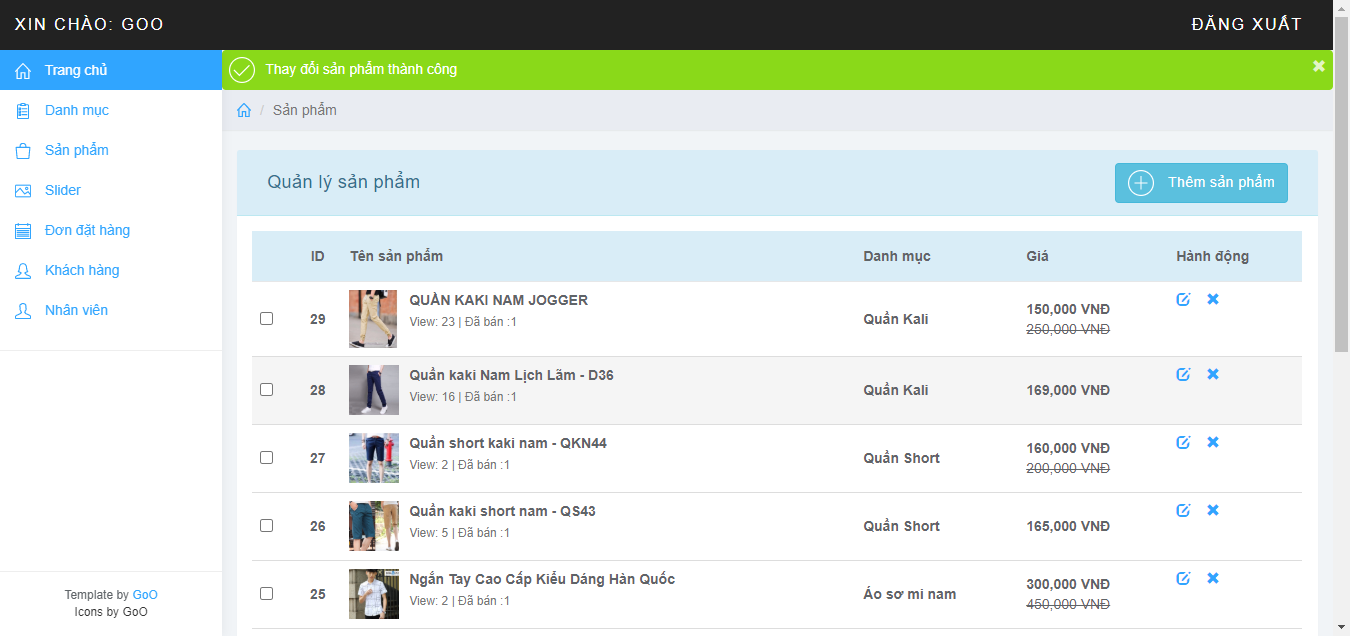 XIN CHÀO: GOO
ĐĂNG XUẤT
Trang chủ
Danh mục
Sản phẩm
Slider
Đơn đặt hàng
Khách hàng
Nhân viên
Template by GoO
Icons by GoO
Thay đổi sản phẩm thành công
/ Sản phẩm
Quản lý sản phẩm
Thêm sản phẩm
ID Tên sản phẩm Danh mục Giá Hành động
29 QUẦN KAKI NAM JOGGER
View: 23 | Đã bán :1
Quần Kali
150,000 VNĐ
250,000 VNĐ
28 Quần kaki Nam Lịch Lãm - D36
View: 16 | Đã bán :1
Quần Kali
169,000 VNĐ
27 Quần short kaki nam - QKN44
View: 2 | Đã bán :1
Quần Short
160,000 VNĐ
200,000 VNĐ
26 Quần kaki short nam - QS43
View: 5 | Đã bán :1
Quần Short
165,000 VNĐ
25 Ngắn Tay Cao Cấp Kiểu Dáng Hàn Quốc
View: 2 | Đã bán :1
Áo sơ mi nam
300,000 VNĐ
450,000 VNĐ